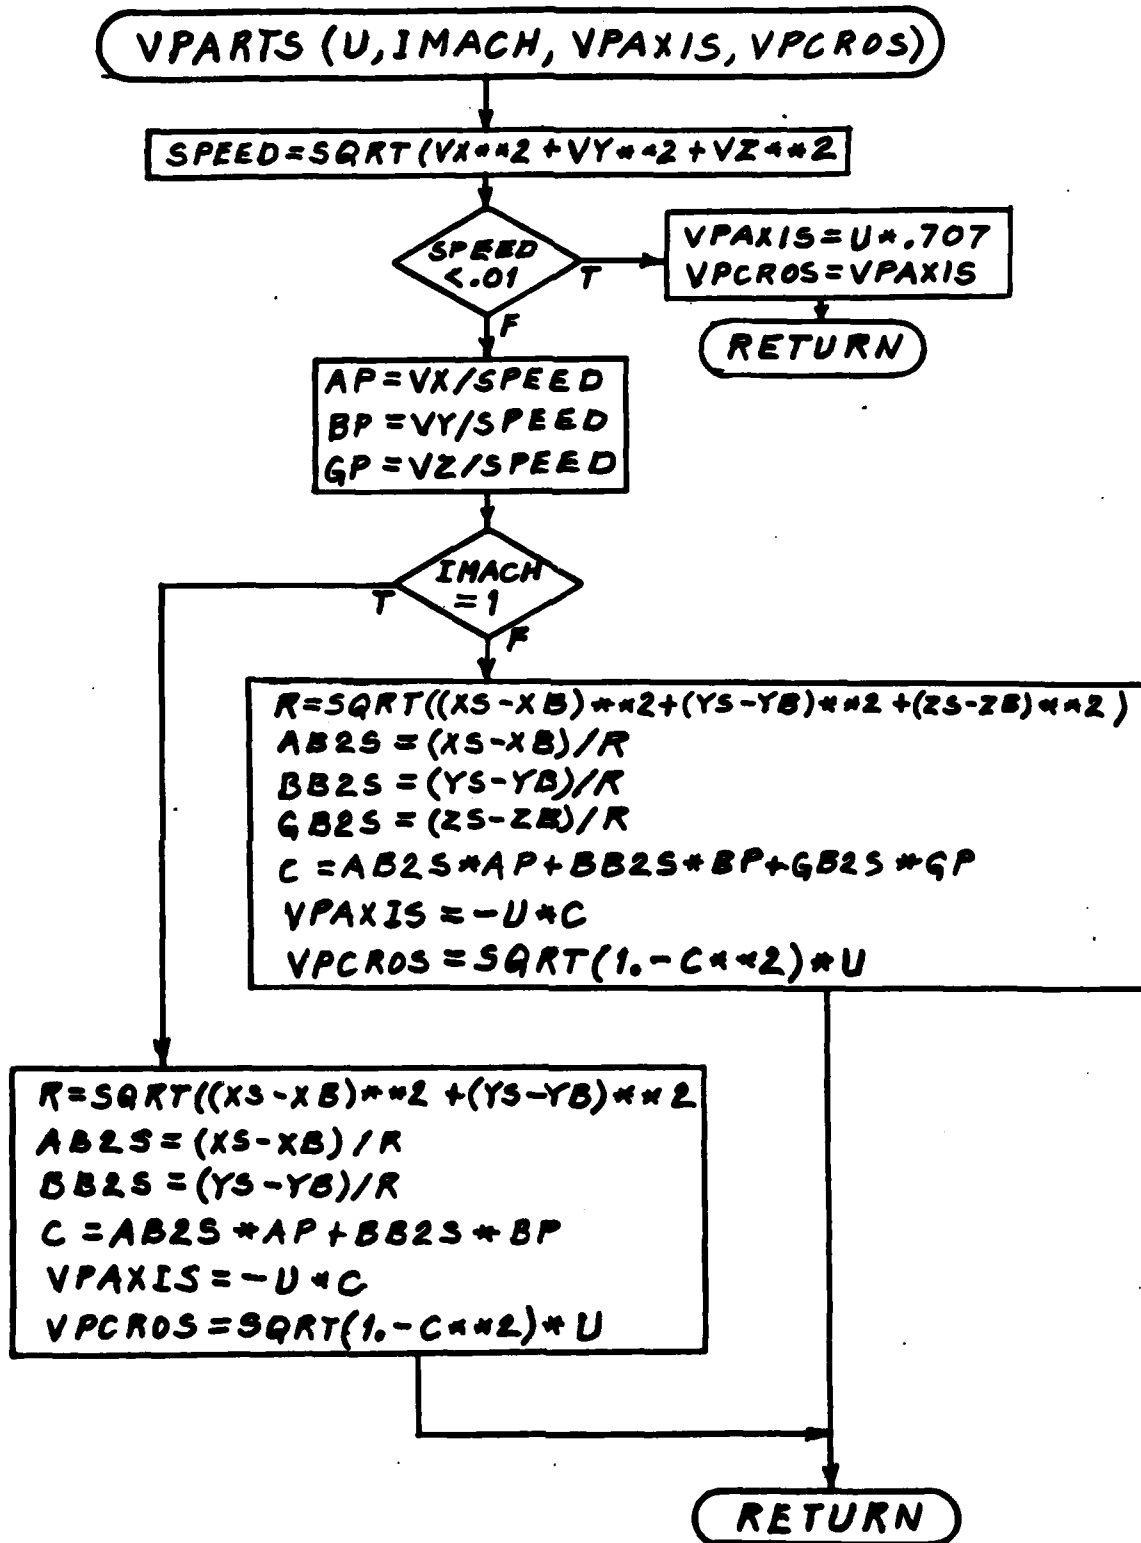 VPARTS (U, IMACH, VPAXIS, VPCROS)
SPEED=SQRT(VX**2+VY**2+VZ**2
SPEED
<.01
T
VPAXIS=U*.707
VPCROS=VPAXIS
RETURN
F
AP=VX/SPEED
BP=VY/SPEED
GP=VZ/SPEED
IMACH
=1
T
F
R=SQRT((XS-XB)**2+(YS-YB)**2+(ZS-ZB)**2)
AB2S=(XS-XB)/R
BB2S=(YS-YB)/R
GB2S=(ZS-ZB)/R
C=AB2S*AP+BB2S*BP+GB2S*GP
VPAXIS=-U*C
VPCROS=SQRT(1.-C**2)*U
R=SQRT((XS-XB)**2+(YS-YB)**2
AB2S=(XS-XB)/R
BB2S=(YS-YB)/R
C=AB2S*AP+BB2S*BP
VPAXIS=-U*C
VPCROS=SQRT(1.-C**2)*U
RETURN